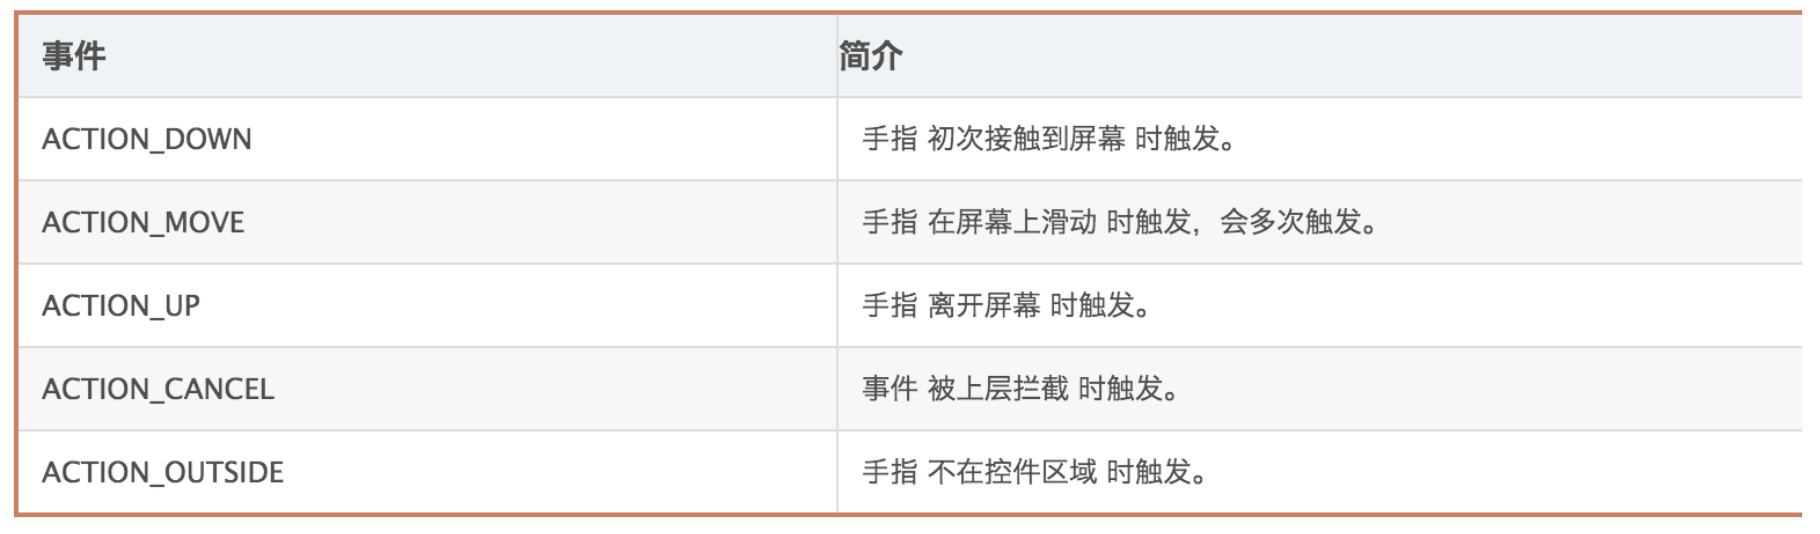 事件 简介
ACTION_DOWN 手指 初次接触到屏幕 时触发。
ACTION_MOVE 手指 在屏幕上滑动 时触发，会多次触发。
ACTION_UP 手指 离开屏幕 时触发。
ACTION_CANCEL 事件 被上层拦截 时触发。
ACTION_OUTSIDE 手指 不在控件区域 时触发。